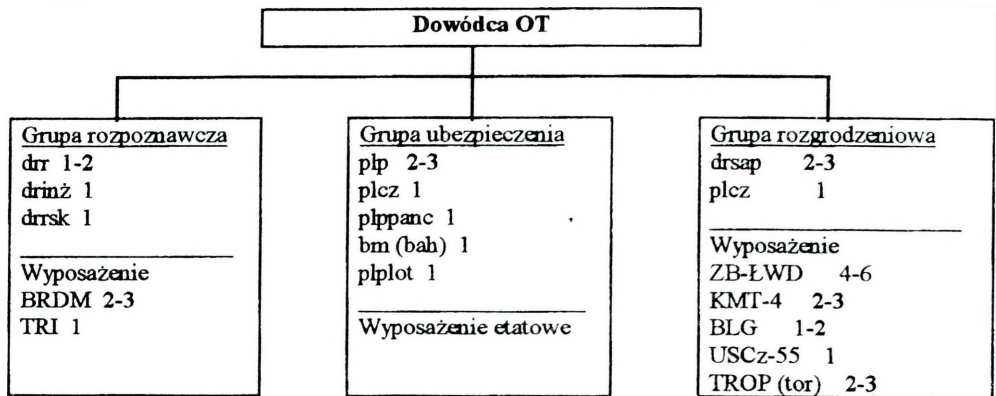 Dowódca OT
Grupa rozpoznawcza
drr 1-2
drinż 1
drrsk 1
Wyposażenie
BRDM 2-3
TRI 1
Grupa ubezpieczenia
plp 2-3
plcz 1
plppanc 1
bm (bah) 1
plplot 1
Wyposażenie etatowe
Grupa rozgrodzeniowa
drsap 2-3
plcz 1
Wyposażenie
ZB-ŁWD 4-6
KMT-4 2-3
BLG 1-2
USCz-55 1
TROP (tor) 2-3